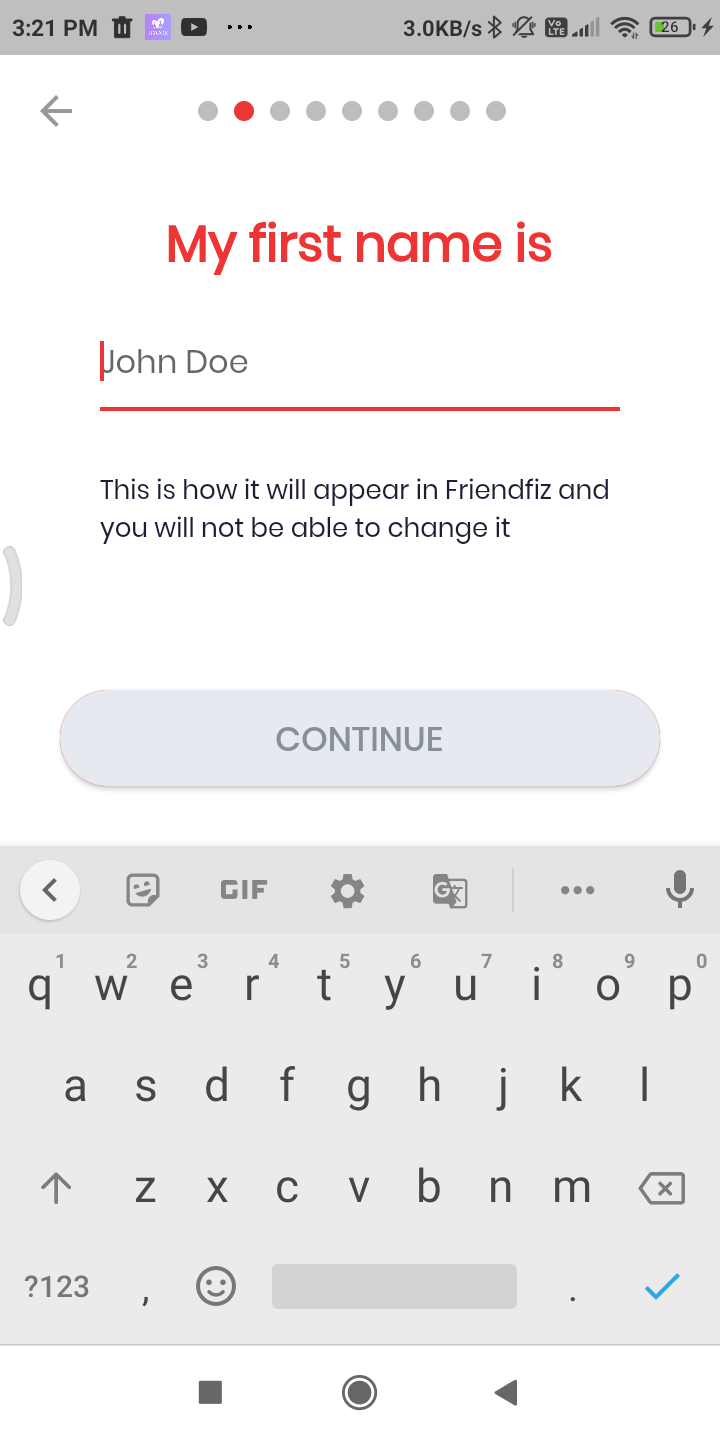 3:21 PM 3.0KB/s Vo LTE 26
My first name is
John Doe
This is how it will appear in Friendfiz and
you will not be able to change it
CONTINUE
GIF G
1 2 3 4 5 6 7 8 9 0
q w e r t y u i o p
a s d f g h j k l
z x c v b n m
?123 , .